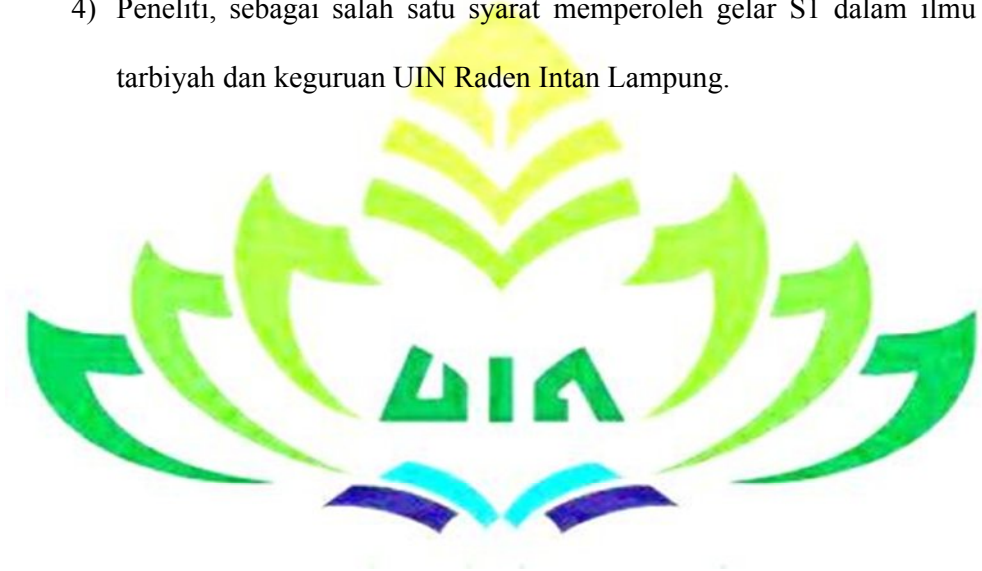 4) Peneliti, sebagai salah satu syarat memperoleh gelar S1 dalam ilmu
tarbiyah dan keguruan UIN Raden Intan Lampung.
UIN